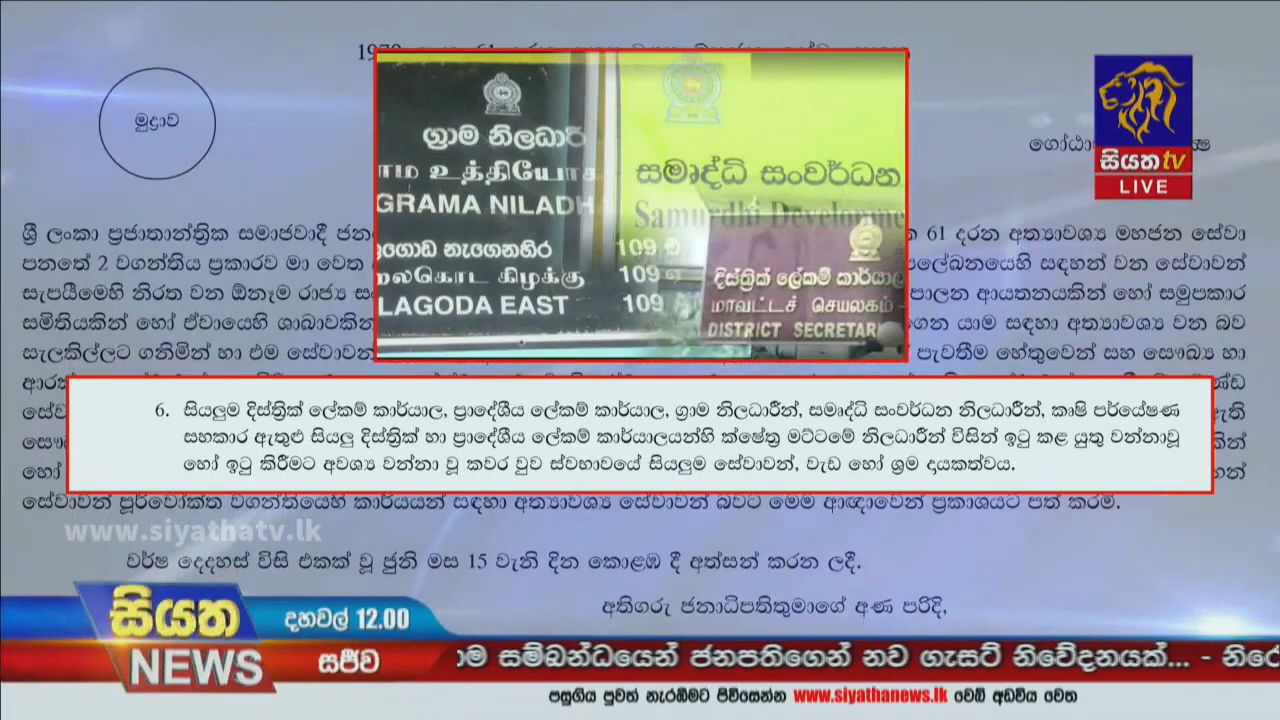 මුද්‍රාව
සියත tv
LIVE
ග්‍රාම නිලධාරි
GRAMA NILADH
නැගෙනහිර 109
கிழக்கு 109
LAGODA EAST 109
සමෘද්ධි සංවර්ධන
Samurdhi Developme
දිස්ත්‍රික් ලේකම් කාර්යාල
மாவட்டச் செயலகம்
DISTRICT SECRETARI
ශ්‍රී ලංකා ප්‍රජාතාන්ත්‍රික සමාජවාදී 61 දරන අත්‍යාවශ්‍ය මහජන සේවා
පනතේ 2 වගන්තිය ප්‍රකාරව මා වෙත සඳහන් වන සේවාවන්
සැපයීමෙහි නිරත වන ඕනෑම රාජ්‍ය පාලන ආයතනයකින් හෝ සමුපකාර
සමිතියකින් හෝ ඒවායෙහි යාම සඳහා අත්‍යාවශ්‍ය වන බව
සැලකිල්ලට ගනිමින් හා එම සේවාවන් පැවතීම හේතුවෙන් සහ සෞඛ්‍ය හා
6. සියලුම දිස්ත්‍රික් ලේකම් කාර්යාල, ප්‍රාදේශීය ලේකම් කාර්යාල, ග්‍රාම නිලධාරීන්, සමෘද්ධි සංවර්ධන නිලධාරීන්, කෘෂි පර්යේෂණ
සහකාර ඇතුළු සියලු දිස්ත්‍රික් හා ප්‍රාදේශීය ලේකම් කාර්යාලයන්හි ක්ෂේත්‍ර මට්ටමේ නිලධාරීන් විසින් ඉටු කළ යුතු වන්නාවූ
හෝ ඉටු කිරීමට අවශ්‍ය වන්නා වූ කවර වුව ස්වභාවයේ සියලුම සේවාවන්, වැඩ හෝ ශ්‍රම දායකත්වය.
සේවාවන් පූර්වෝක්ත වගන්තියෙහි කාර්යයන් සඳහා අත්‍යාවශ්‍ය සේවාවන් බවට මෙම ආඥාවෙන් ප්‍රකාශයට පත් කරමි.
www.siyathatv.lk
වර්ෂ දෙදහස් විසි එකක් වූ ජුනි මස 15 වැනි දින කොළඹ දී අත්සන් කරන ලදී.
අතිගරු ජනාධිපතිතුමාගේ අණ පරිදි,
සියත දහවල් 12.00
NEWS සජීව සම්බන්ධයෙන් ජනපතිගෙන් නව ගැසට් නිවේදනයක්... -
පසුගිය පුවත් නැරඹීමට පිවිසෙන්න www.siyathanews.lk වෙබ් අඩවිය වෙත